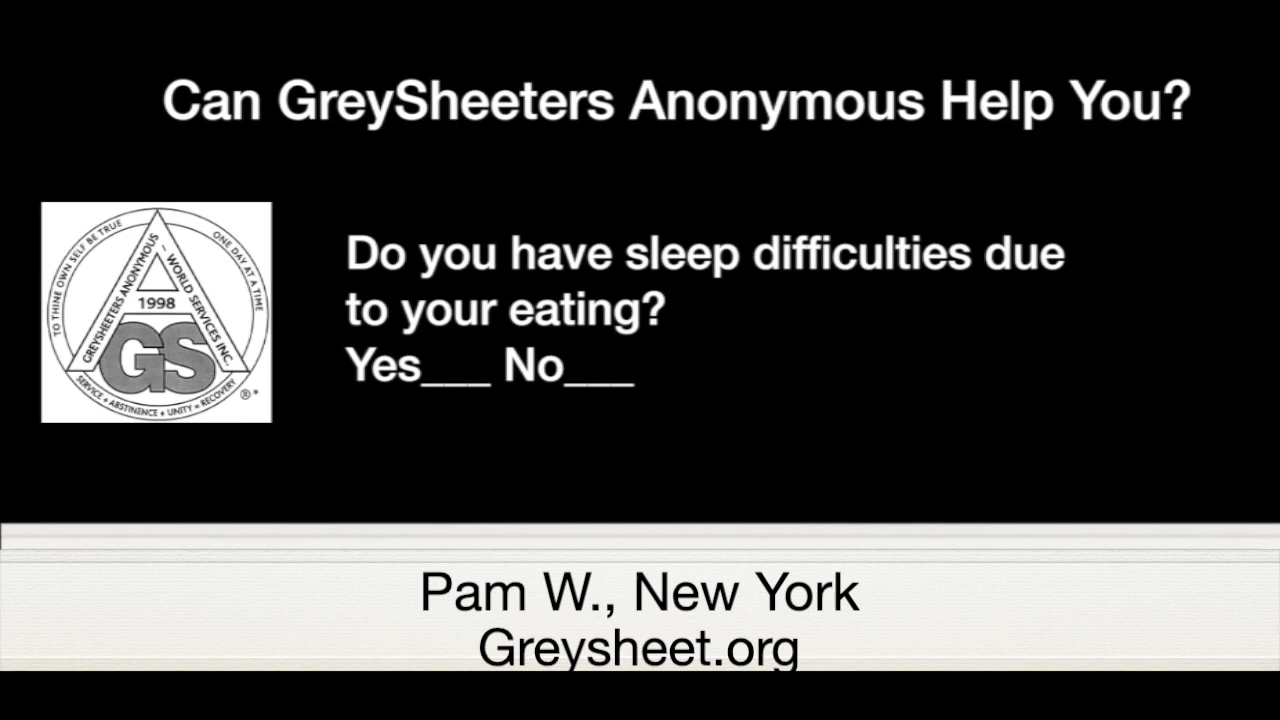 Can GreySheeters Anonymous Help You?
TO THINE OWN SELF BE TRUE
ONE DAY AT A TIME
GREYSHEETERS ANONYMOUS – WORLD SERVICES INC.
1998
GS
SERVICE + ABSTINENCE + UNITY = RECOVERY
®*
Do you have sleep difficulties due
to your eating?
Yes___ No___
Pam W., New York
Greysheet.org